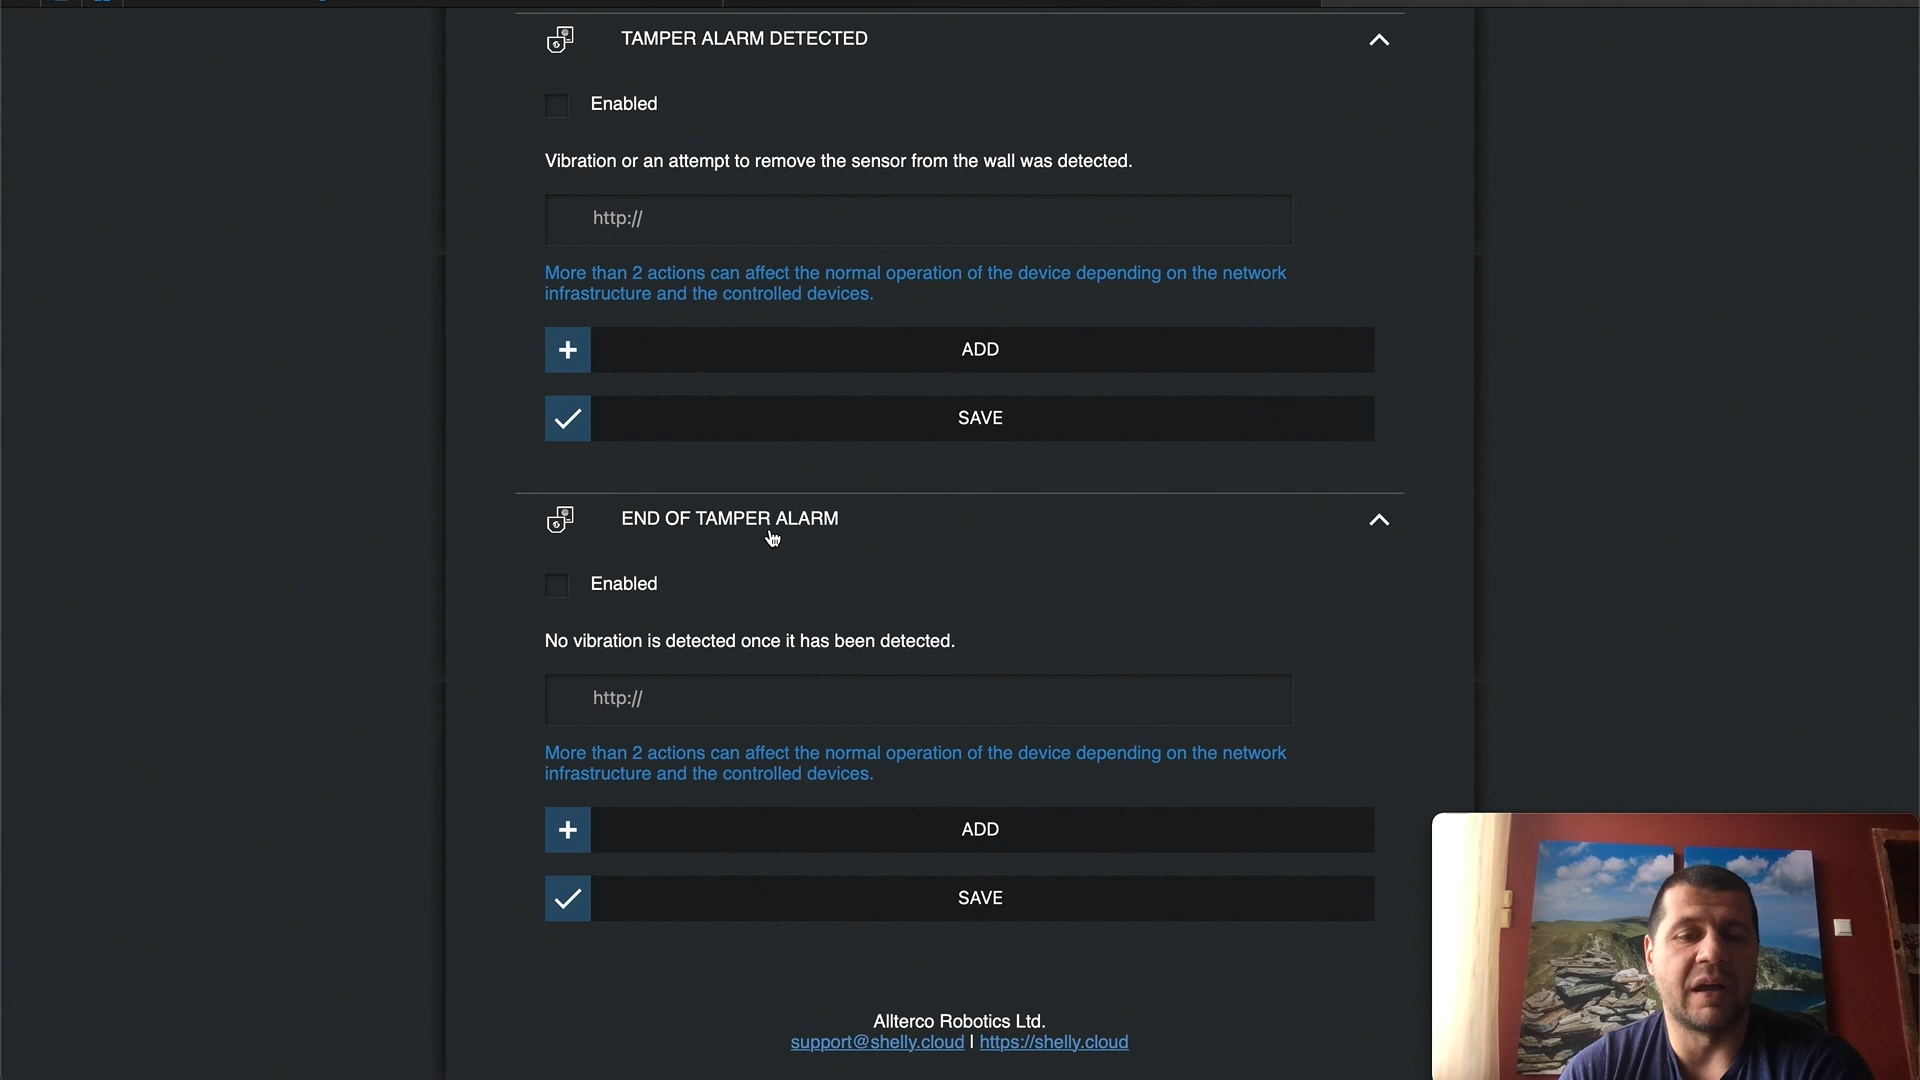 TAMPER ALARM DETECTED
Enabled
Vibration or an attempt to remove the sensor from the wall was detected.
http://
More than 2 actions can affect the normal operation of the device depending on the network
infrastructure and the controlled devices.
ADD
SAVE
END OF TAMPER ALARM
Enabled
No vibration is detected once it has been detected.
http://
More than 2 actions can affect the normal operation of the device depending on the network
infrastructure and the controlled devices.
ADD
SAVE
Allterco Robotics Ltd.
support@shelly.cloud | https://shelly.cloud